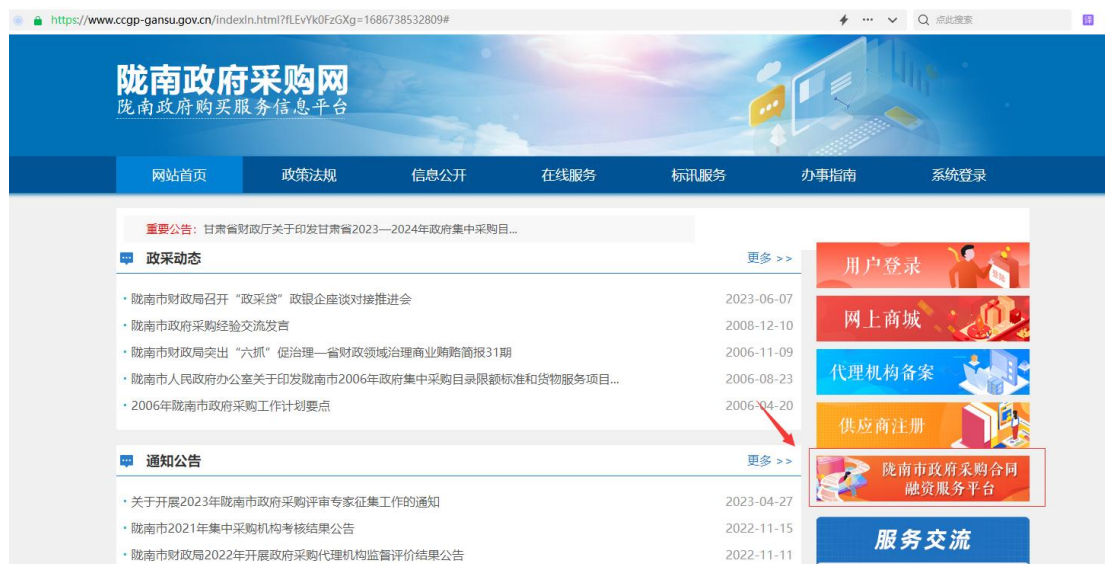 https://www.ccgp-gansu.gov.cn/indexIn.html?fLEvYk0FzGXg=1686738532809#
点此搜索
译
陇南政府采购网
陇南政府购买服务信息平台
网站首页 政策法规 信息公开 在线服务 标讯服务 办事指南 系统登录
重要公告：甘肃省财政厅关于印发甘肃省2023—2024年政府集中采购目...
政采动态 更多 >>
陇南市财政局召开“政采贷”政银企座谈对接推进会 2023-06-07
陇南市政府采购经验交流发言 2008-12-10
陇南市财政局突出“六抓”促治理—省财政领域治理商业贿赂简报31期 2006-11-09
陇南市人民政府办公室关于印发陇南市2006年政府集中采购目录限额标准和货物服务项目... 2006-08-23
2006年陇南市政府采购工作计划要点 2006-04-20
通知公告 更多 >>
关于开展2023年陇南市政府采购评审专家征集工作的通知 2023-04-27
陇南市2021年集中采购机构考核结果公告 2022-11-15
陇南市财政局2022年开展政府采购代理机构监督评价结果公告 2022-11-11
用户登录
网上商城
代理机构备案
供应商注册
陇南市政府采购合同
融资服务平台
服务交流